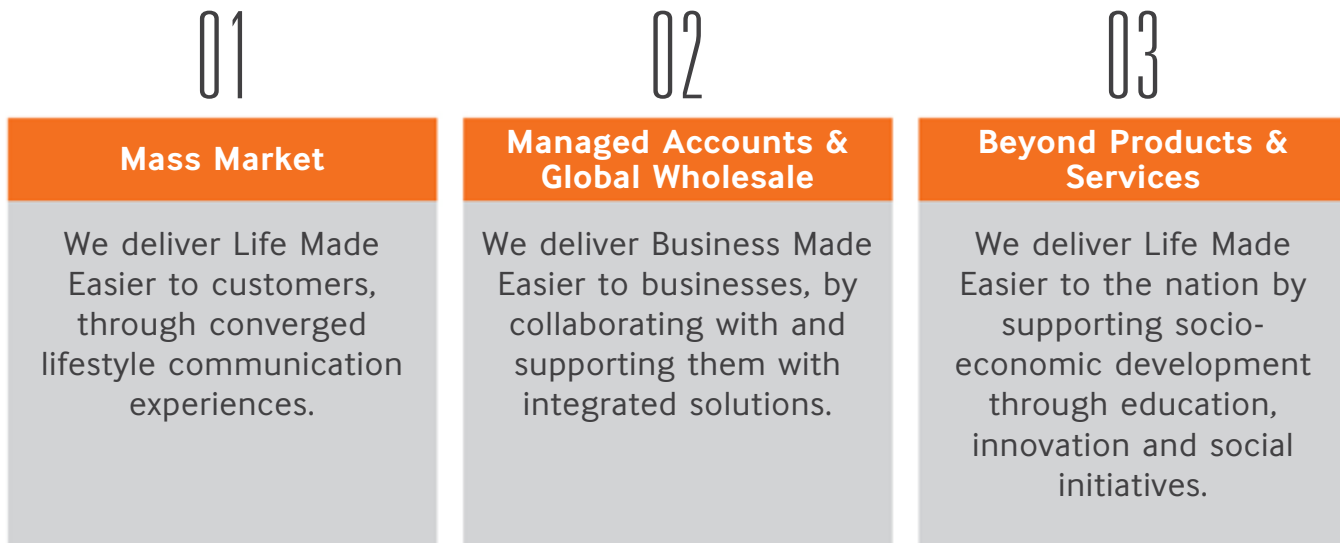 01
Mass Market
We deliver Life Made
Easier to customers,
through converged
lifestyle communication
experiences.
02
Managed Accounts &
Global Wholesale
We deliver Business Made
Easier to businesses, by
collaborating with and
supporting them with
integrated solutions.
03
Beyond Products &
Services
We deliver Life Made
Easier to the nation by
supporting socio-
economic development
through education,
innovation and social
initiatives.